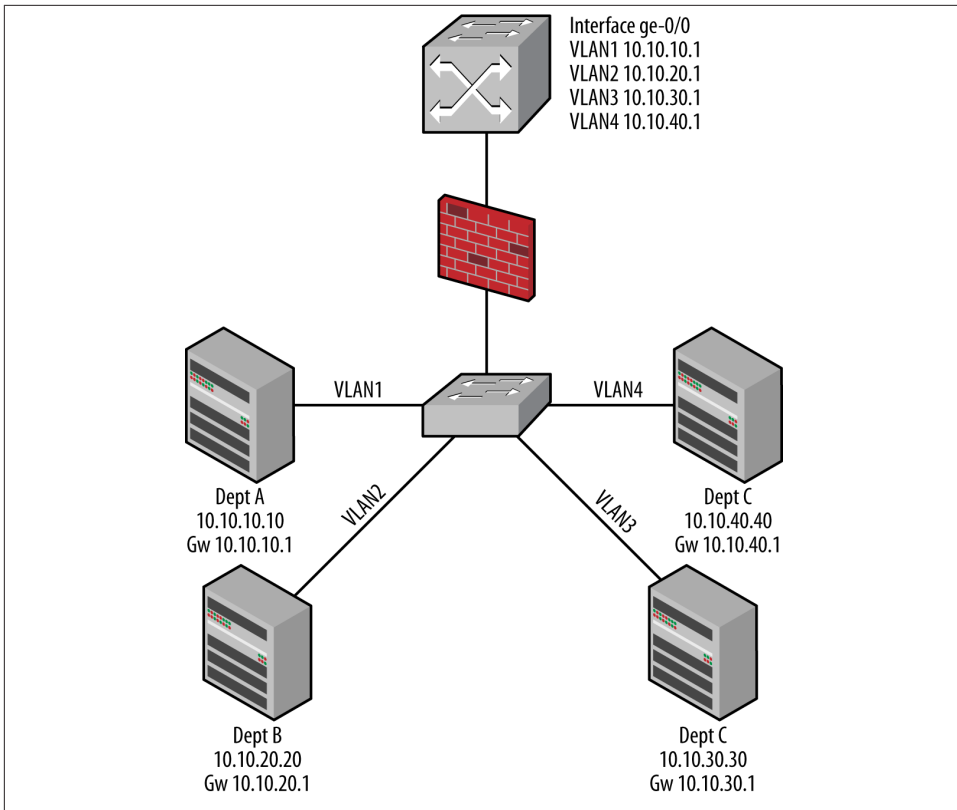 Interface ge-0/0
VLAN1 10.10.10.1
VLAN2 10.10.20.1
VLAN3 10.10.30.1
VLAN4 10.10.40.1
VLAN1
VLAN4
Dept A
10.10.10.10
Gw 10.10.10.1
VLAN2
VLAN3
Dept C
10.10.40.40
Gw 10.10.40.1
Dept B
10.10.20.20
Gw 10.10.20.1
Dept C
10.10.30.30
Gw 10.10.30.1